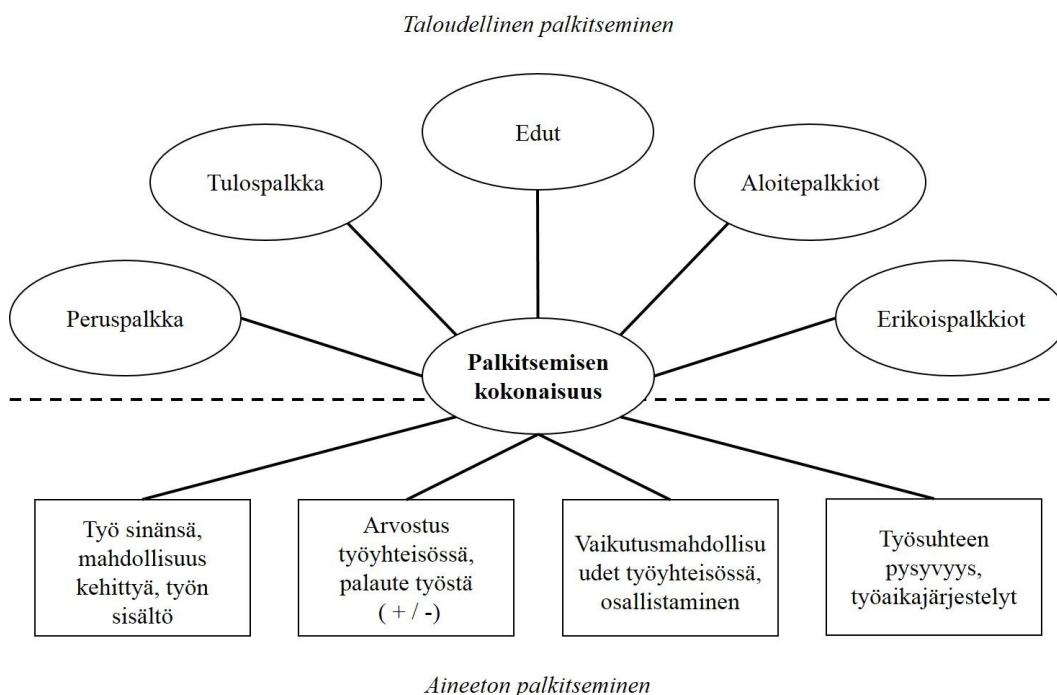 Taloudellinen palkitseminen
Edut
Tulospalkka
Aloitepalkkiot
Peruspalkka
Erikoispalkkiot
Palkitsemisen
kokonaisuus
Työ sinänsä,
mahdollisuus
kehittyä, työn
sisältö
Arvostus
työyhteisössä,
palaute työstä
( + / -)
Vaikutusmahdollisu
udet työyhteisössä,
osallistaminen
Työsuhteen
pysyvyys,
työaikajärjestelyt
Aineeton palkitseminen